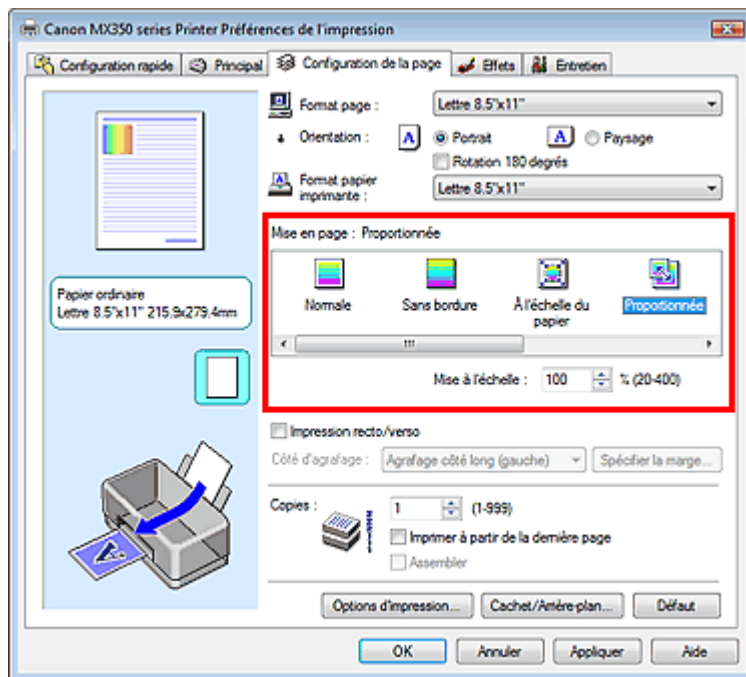 Canon MX350 series Printer Préférences de l'impression
Configuration rapide Principal Configuration de la page Effets Entretien
Format page : Lettre 8.5"x11"
Orientation : A Portrait A Paysage
Rotation 180 degrés
Format papier imprimante : Lettre 8.5"x11"
Mise en page : Proportionnée
Normale Sans bordure À l'échelle du papier Proportionnée
Mise à l'échelle : 100 % (20-400)
Papier ordinaire
Lettre 8.5"x11" 215.9x279.4mm
Impression recto/verso
Côté d'agrafage : Agrafage côté long (gauche) Spécifier la marge...
Copies : 1 (1-999)
Imprimer à partir de la dernière page
Assembler
Options d'impression... Cachet/Arrière-plan... Défaut
OK Annuler Appliquer Aide